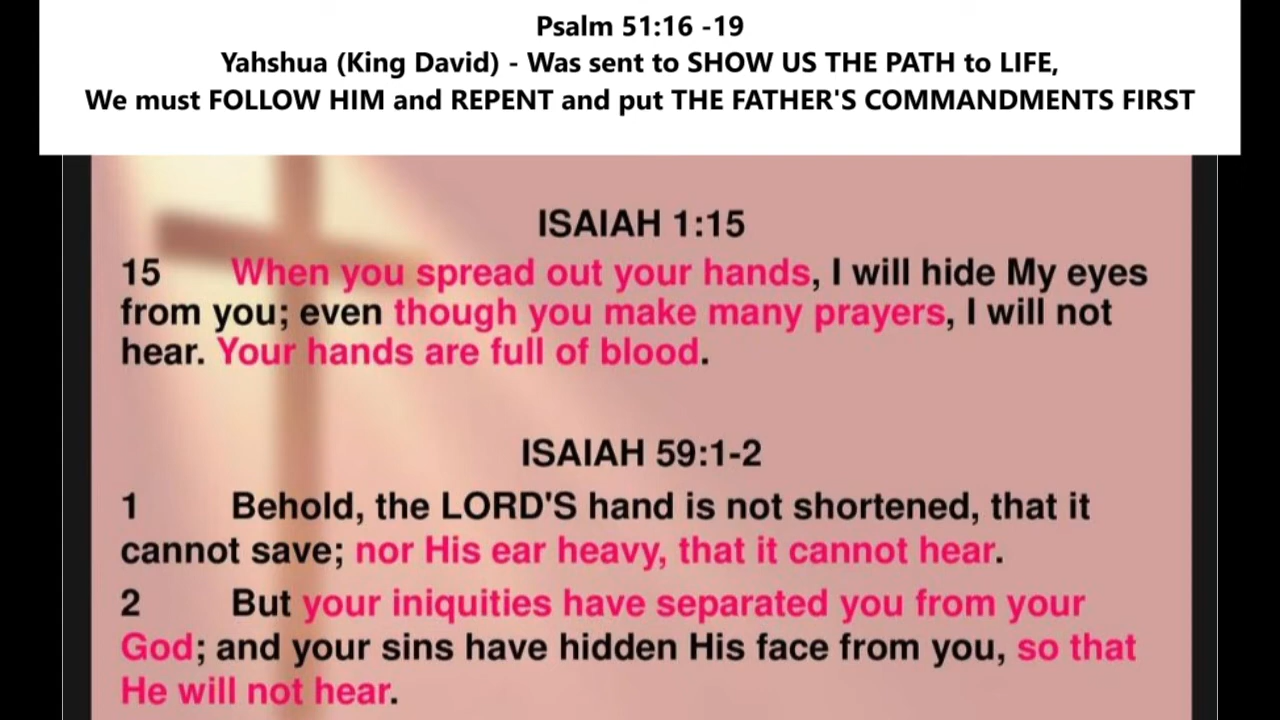 Psalm 51:16 -19
Yahshua (King David) - Was sent to SHOW US THE PATH to LIFE,
We must FOLLOW HIM and REPENT and put THE FATHER'S COMMANDMENTS FIRST
ISAIAH 1:15
15 When you spread out your hands, I will hide My eyes
from you; even though you make many prayers, I will not
hear. Your hands are full of blood.
ISAIAH 59:1-2
1 Behold, the LORD'S hand is not shortened, that it
cannot save; nor His ear heavy, that it cannot hear.
2 But your iniquities have separated you from your
God; and your sins have hidden His face from you, so that
He will not hear.